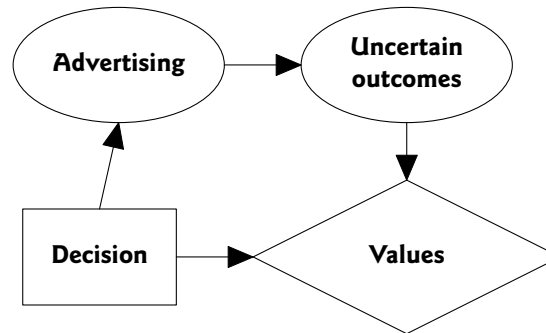 Advertising
Uncertain
outcomes
Decision
Values